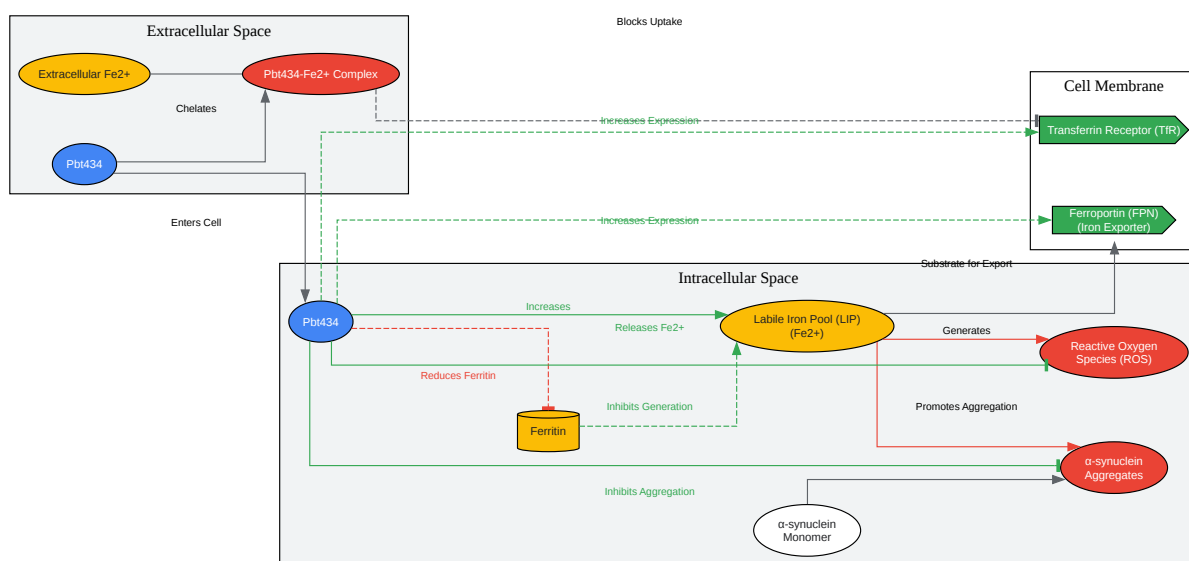 Blocks Uptake
Extracellular Space
Cell Membrane
Extracellular Fe2+
Pbt434-Fe2+ Complex
Chelates
Increases Expression
Transferrin Receptor (TfR)
Pbt434
Enters Cell
Increases Expression
Ferroportin (FPN)
(Iron Exporter)
Substrate for Export
Intracellular Space
Increases
Pbt434
Releases Fe2+
Labile Iron Pool (LIP)
(Fe2+)
Generates
Reactive Oxygen
Species (ROS)
Reduces Ferritin
Inhibits Generation
Promotes Aggregation
Ferritin
α-synuclein
Aggregates
Inhibits Aggregation
α-synuclein
Monomer